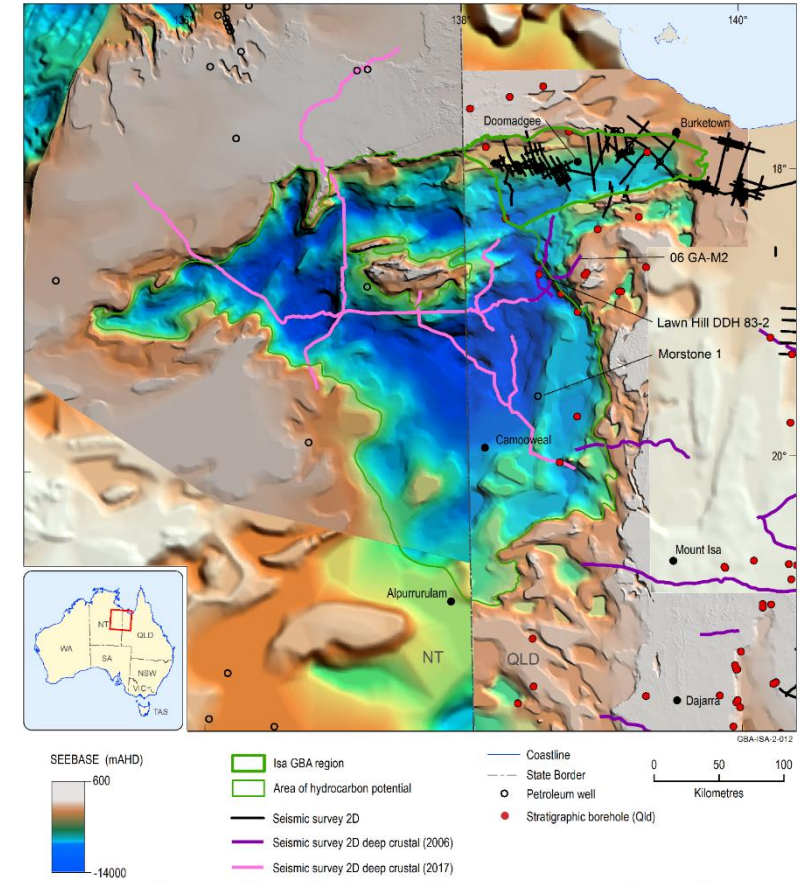 136°
138°
140°
Doomadgee
Burketown
18°
06 GA-M2
Lawn Hill DDH 83-2
Morstone 1
Camooweal
20°
Mount Isa
Alpurrurulam
NT
QLD
Dajarra
GBA-ISA-2-012
WA
NT
QLD
SA
NSW
VIC
TAS
SEEBASE (mAHD)
600
-14000
Isa GBA region
Area of hydrocarbon potential
Seismic survey 2D
Seismic survey 2D deep crustal (2006)
Seismic survey 2D deep crustal (2017)
Coastline
State Border
Petroleum well
Stratigraphic borehole (Qld)
0 50 100
Kilometres